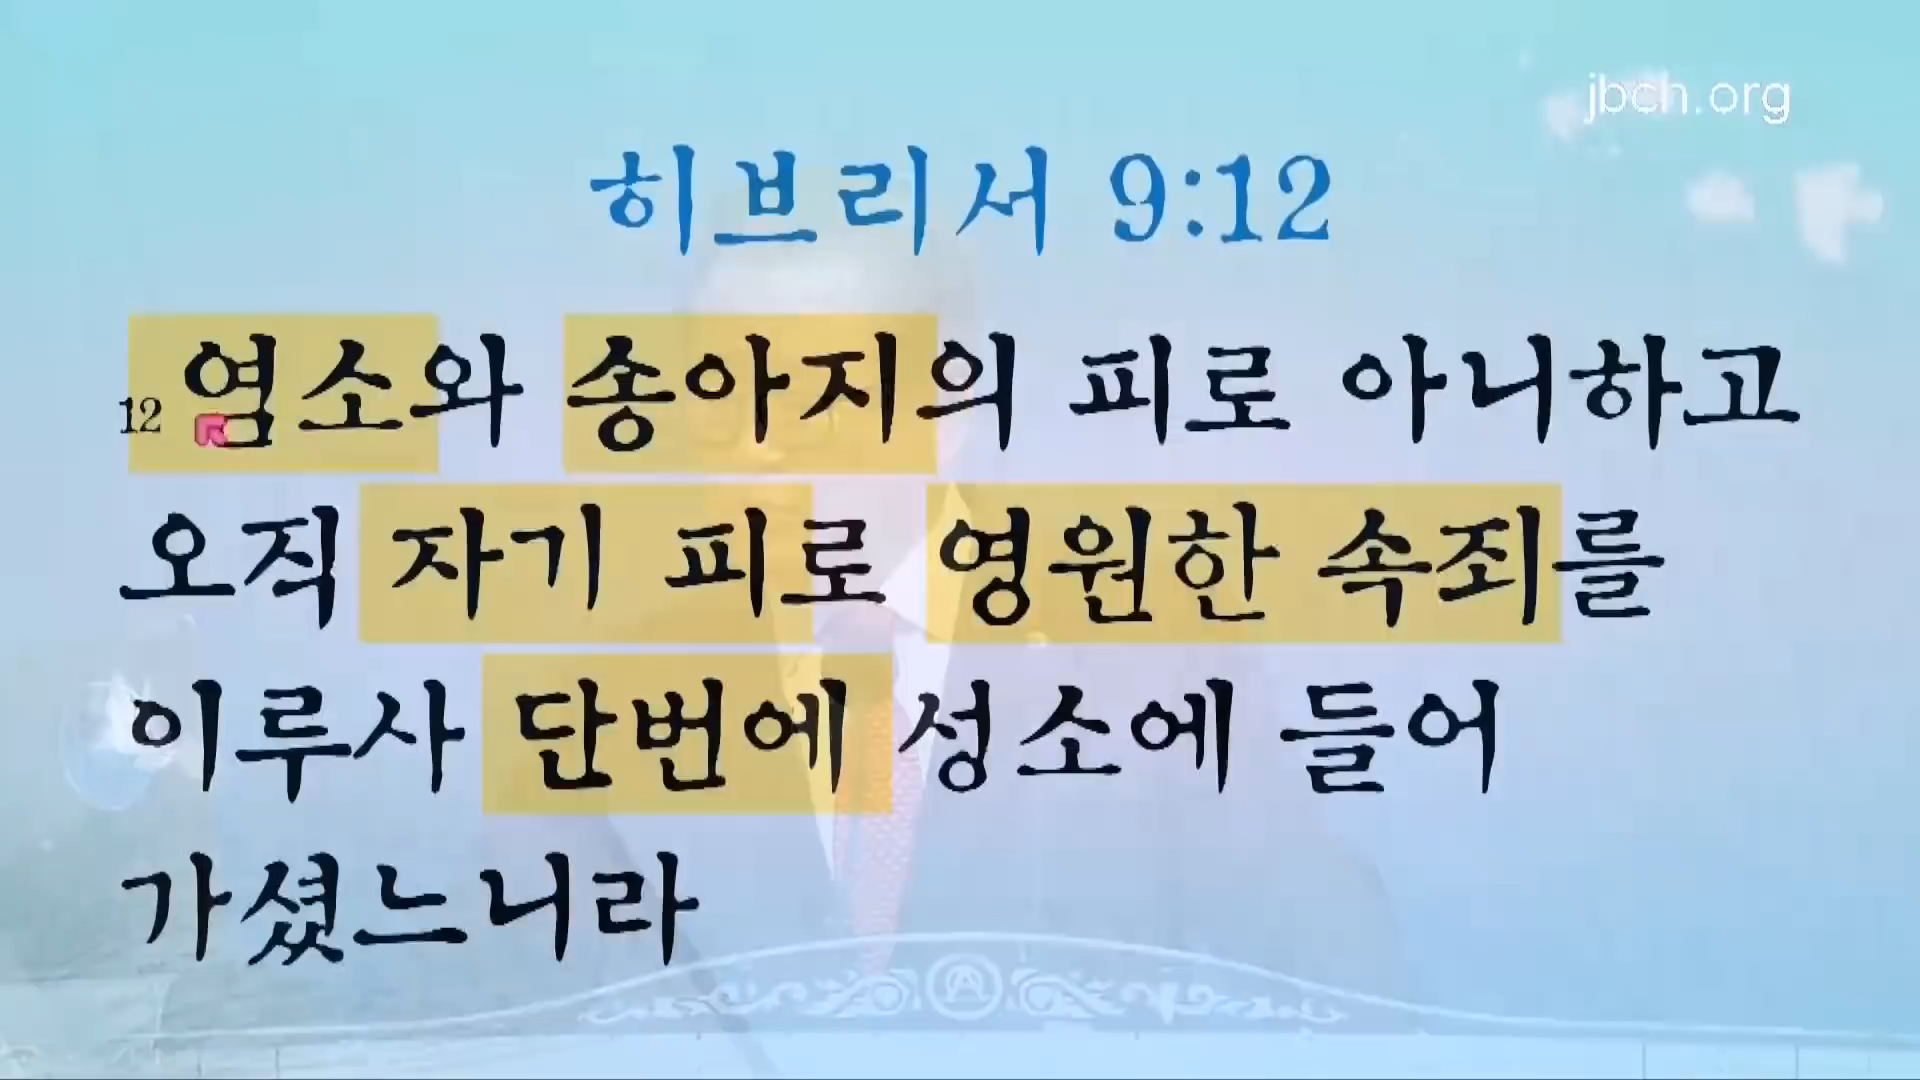 jbch.org
히브리서 9:12
12 염소와 송아지의 피로 아니하고
오직 자기 피로 영원한 속죄를
이루사 단번에 성소에 들어
가셨느니라